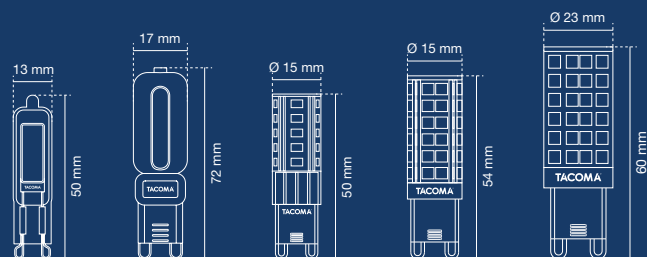 13 mm
50 mm
TACOMA
17 mm
72 mm
TACOMA
Ø 15 mm
50 mm
TACOMA
Ø 15 mm
54 mm
TACOMA
Ø 23 mm
60 mm
TACOMA